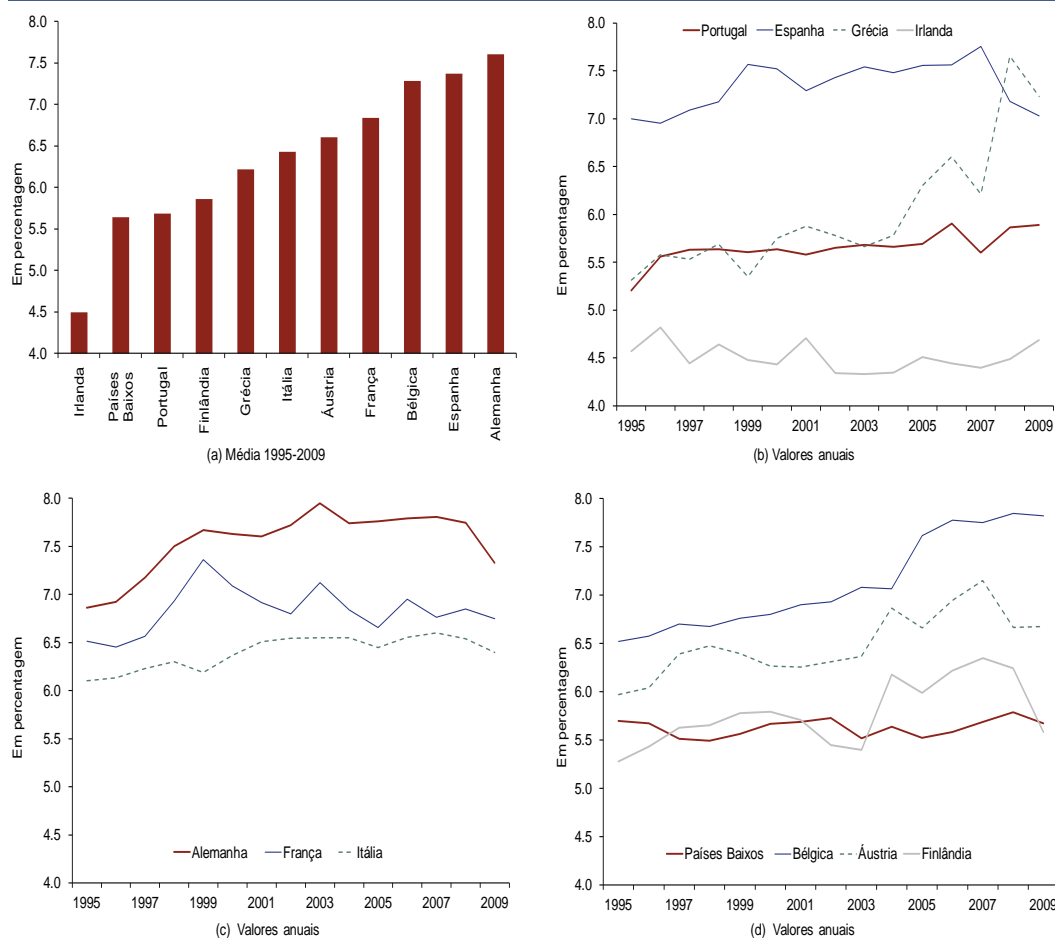 8.0
7.5
7.0
6.5
6.0
5.5
5.0
4.5
4.0
Em percentagem
Irlanda
Países
Baixos
Portugal
Finlândia
Grécia
Itália
Áustria
França
Bélgica
Espanha
Alemanha
(a) Média 1995-2009
Portugal Espanha Grécia Irlanda
8.0
7.5
7.0
6.5
6.0
5.5
5.0
4.5
4.0
Em percentagem
1995 1997 1999 2001 2003 2005 2007 2009
(b) Valores anuais
8.0
7.5
7.0
6.5
6.0
5.5
5.0
4.5
4.0
Em percentagem
Alemanha França Itália
1995 1997 1999 2001 2003 2005 2007 2009
(c) Valores anuais
8.0
7.5
7.0
6.5
6.0
5.5
5.0
4.5
4.0
Em percentagem
Países Baixos Bélgica Áustria Finlândia
1995 1997 1999 2001 2003 2005 2007 2009
(d) Valores anuais